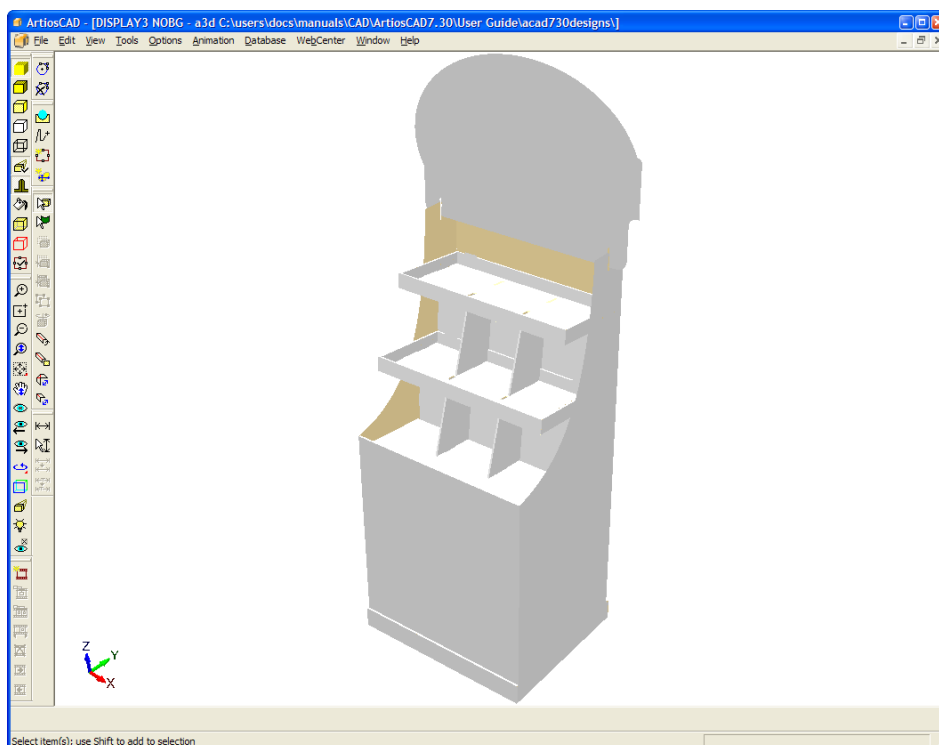 ArtiosCAD - [DISPLAY3 NOBG - a3d C:\users\docs\manuals\CAD\ArtiosCAD7.30\User Guide\acad730designs\]
File Edit View Tools Options Animation Database WebCenter Window Help
Z
Y
X
Select item(s); use Shift to add to selection